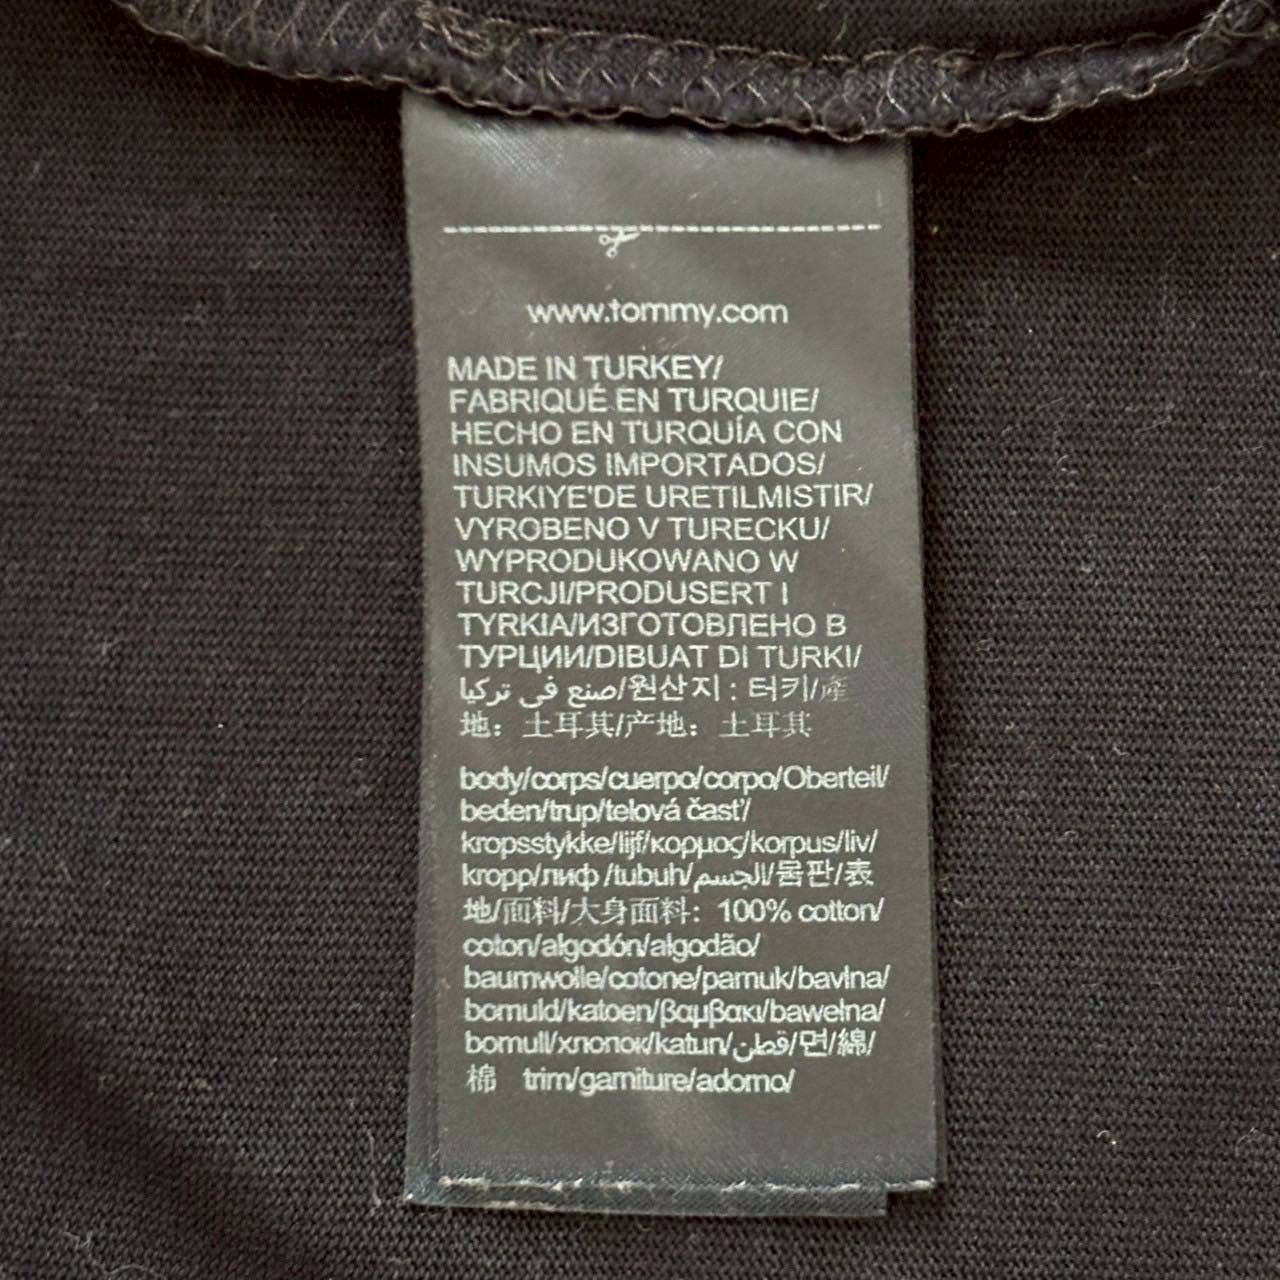 www.tommy.com
MADE IN TURKEY/
FABRIQUÉ EN TURQUIE/
HECHO EN TURQUÍA CON
INSUMOS IMPORTADOS/
TURKIYE'DE URETILMISTIR/
VYROBENO V TURECKU/
WYPRODUKOWANO W
TURCJI/PRODUSERT I
TYRKIA/ИЗГОТОВЛЕНО В
ТУРЦИИ/DIBUAT DI TURKI/
صنع في تركيا/원산지 : 터키/產
地：土耳其/产地：土耳其
body/corps/cuerpo/corpo/Oberteil/
beden/trup/telová časť/
kropsstykke/lijf/κορμος/korpus/liv/
kropp/лиф /tubuh/الجسم/몸판/表
地/面料/大身面料：100% cotton/
coton/algodón/algodão/
baumwolle/cotone/pamuk/bavlna/
bomuld/katoen/βαμβακι/bawełna/
bomull/хлопок/katun/قطن/면/綿/
棉 trim/garniture/adorno/